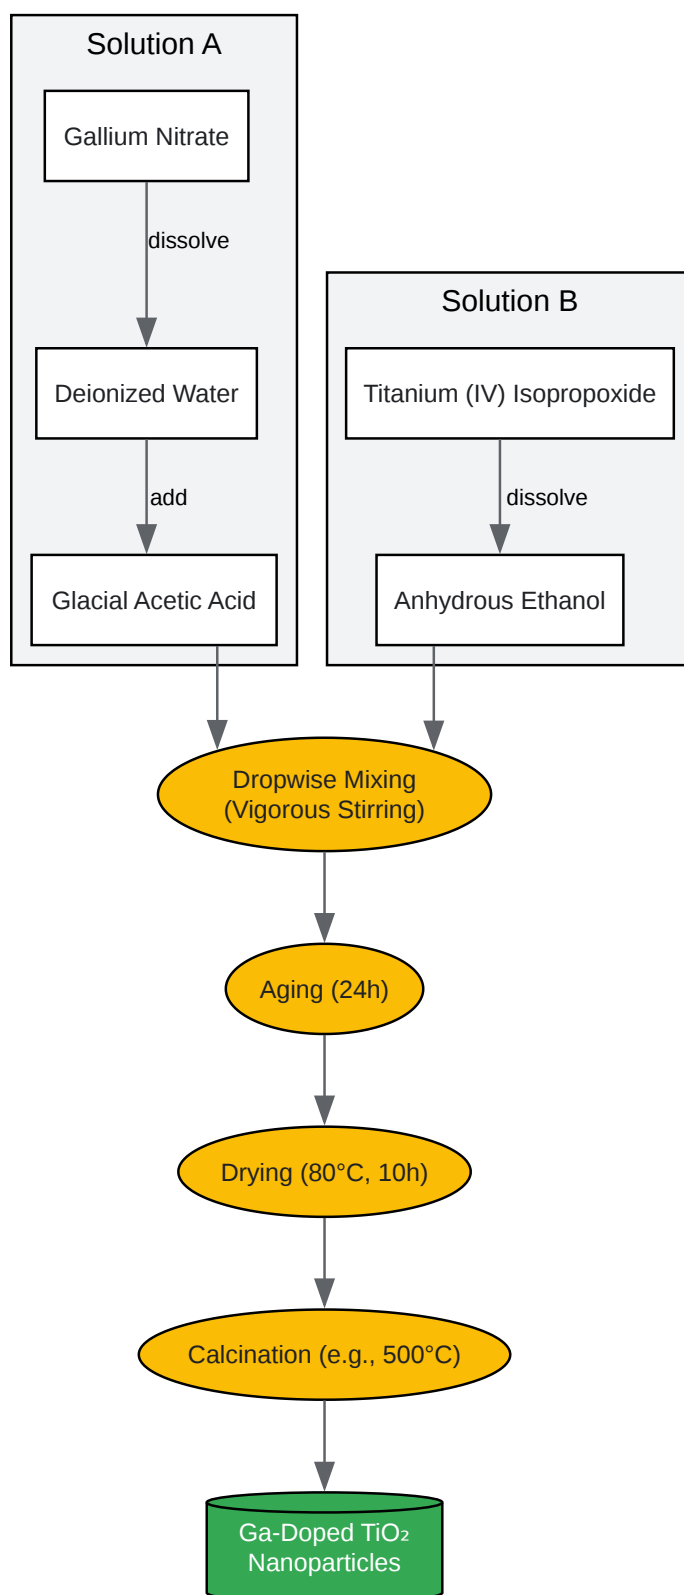 Solution A
Gallium Nitrate
dissolve
Deionized Water
add
Glacial Acetic Acid
Solution B
Titanium (IV) Isopropoxide
dissolve
Anhydrous Ethanol
Dropwise Mixing
(Vigorous Stirring)
Aging (24h)
Drying (80°C, 10h)
Calcination (e.g., 500°C)
Ga-Doped TiO₂
Nanoparticles